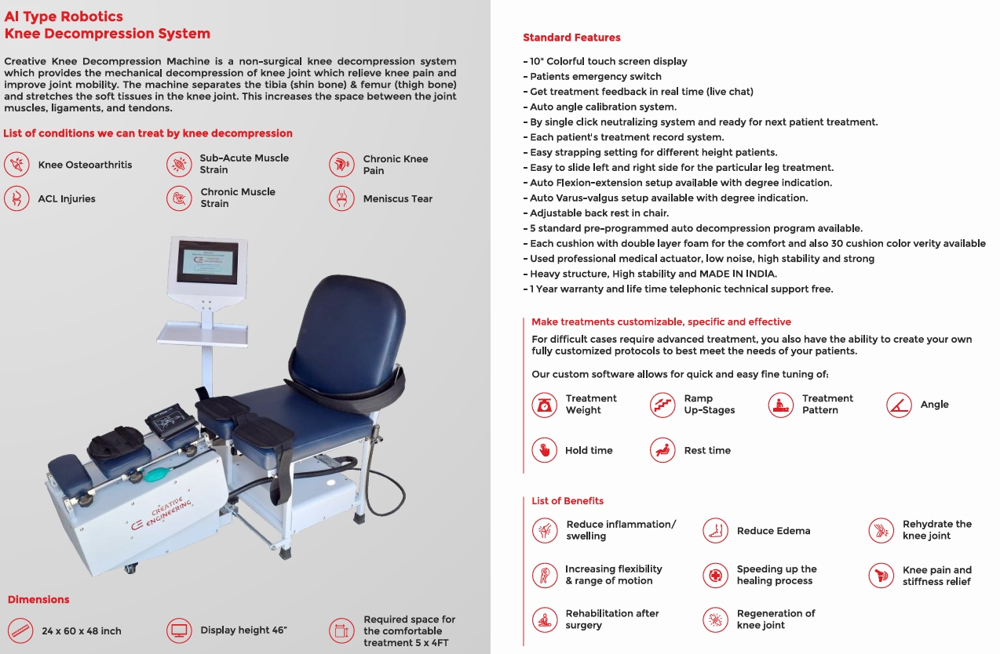 AI Type Robotics
Knee Decompression System
Creative Knee Decompression Machine is a non-surgical knee decompression system
which provides the mechanical decompression of knee joint which relieve knee pain and
improve joint mobility. The machine separates the tibia (shin bone) & femur (thigh bone)
and stretches the soft tissues in the knee joint. This increases the space between the joint
muscles, ligaments, and tendons.
List of conditions we can treat by knee decompression
Knee Osteoarthritis
Sub-Acute Muscle
Strain
Chronic Knee
Pain
ACL Injuries
Chronic Muscle
Strain
Meniscus Tear
CE
CREATIVE
ENGINEERING
Dimensions
24 x 60 x 48 inch
Display height 46"
Required space for
the comfortable
treatment 5 x 4FT
Standard Features
- 10" Colorful touch screen display
- Patients emergency switch
- Get treatment feedback in real time (live chat)
- Auto angle calibration system.
- By single click neutralizing system and ready for next patient treatment.
- Each patient's treatment record system.
- Easy strapping setting for different height patients.
- Easy to slide left and right side for the particular leg treatment.
- Auto Flexion-extension setup available with degree indication.
- Auto Varus-valgus setup available with degree indication.
- Adjustable back rest in chair.
- 5 standard pre-programmed auto decompression program available.
- Each cushion with double layer foam for the comfort and also 30 cushion color verity available
- Used professional medical actuator, low noise, high stability and strong
- Heavy structure, High stability and MADE IN INDIA.
- 1 Year warranty and life time telephonic technical support free.
Make treatments customizable, specific and effective
For difficult cases require advanced treatment, you also have the ability to create your own
fully customized protocols to best meet the needs of your patients.
Our custom software allows for quick and easy fine tuning of:
Treatment
Weight
Ramp
Up-Stages
Treatment
Pattern
Angle
Hold time
Rest time
List of Benefits
Reduce inflammation/
swelling
Reduce Edema
Rehydrate the
knee joint
Increasing flexibility
& range of motion
Speeding up the
healing process
Knee pain and
stiffness relief
Rehabilitation after
surgery
Regeneration of
knee joint